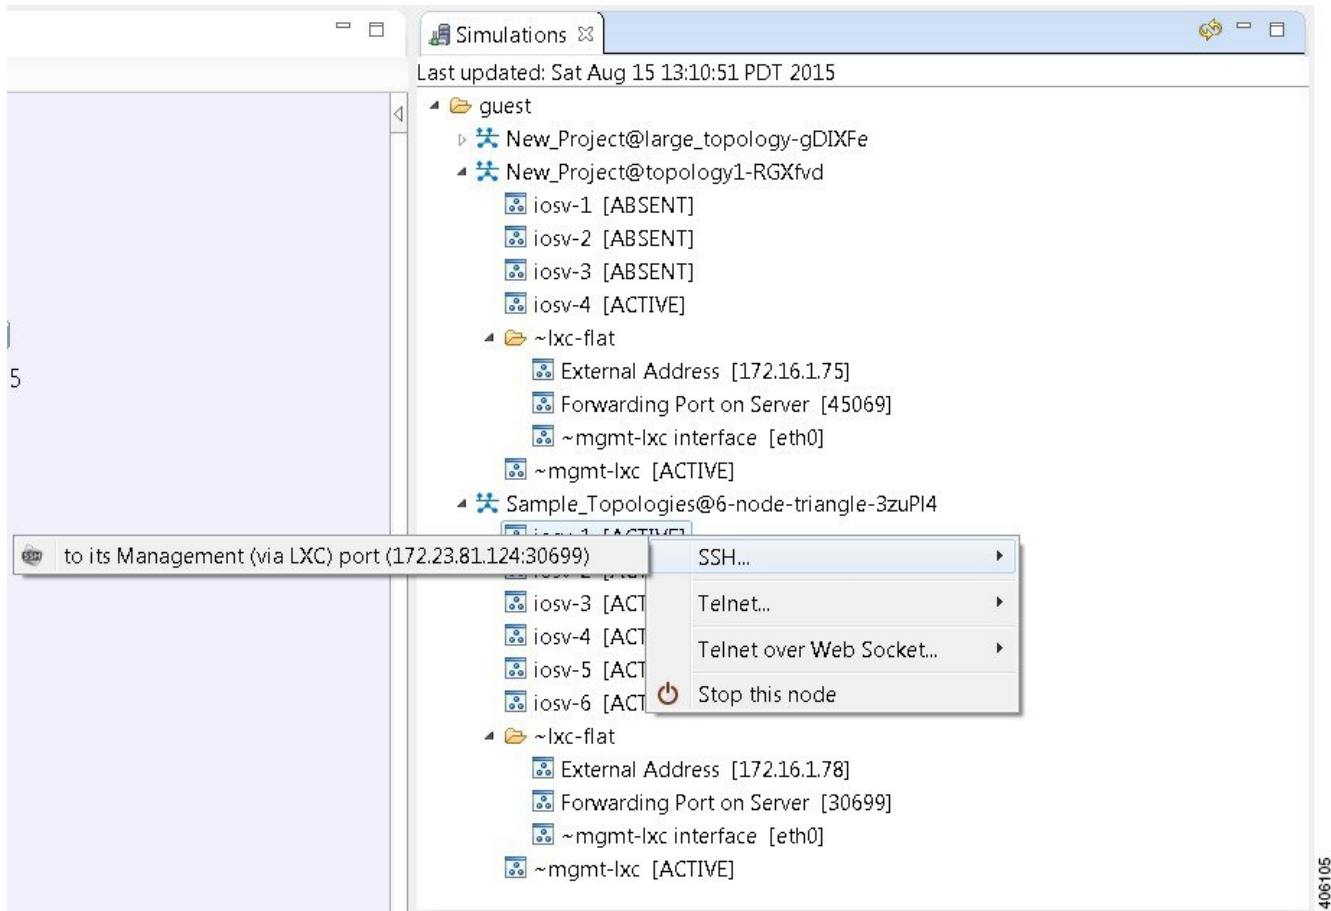 Simulations
Last updated: Sat Aug 15 13:10:51 PDT 2015
guest
New_Project@large_topology-gDIXFe
New_Project@topology1-RGXfvd
iosv-1 [ABSENT]
iosv-2 [ABSENT]
iosv-3 [ABSENT]
iosv-4 [ACTIVE]
~lxc-flat
5
External Address [172.16.1.75]
Forwarding Port on Server [45069]
~mgmt-lxc interface [eth0]
~mgmt-lxc [ACTIVE]
Sample_Topologies@6-node-triangle-3zuPl4
iosv-1 [ACTIVE]
SSH to its Management (via LXC) port (172.23.81.124:30699) SSH...
iosv-3 [ACT Telnet...
iosv-4 [ACT
Telnet over Web Socket...
iosv-5 [ACT
iosv-6 [ACT Stop this node
~lxc-flat
External Address [172.16.1.78]
Forwarding Port on Server [30699]
~mgmt-lxc interface [eth0]
~mgmt-lxc [ACTIVE]
406105